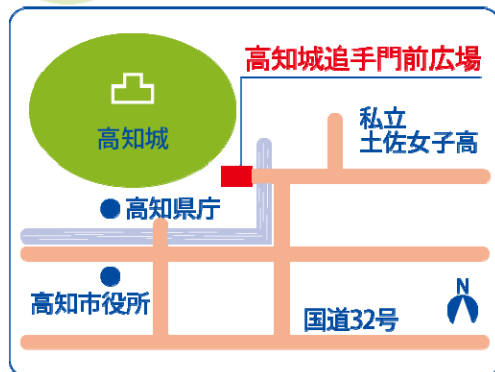 高知城追手門前広場
高知城
私立
土佐女子高
高知県庁
高知市役所
国道32号
N